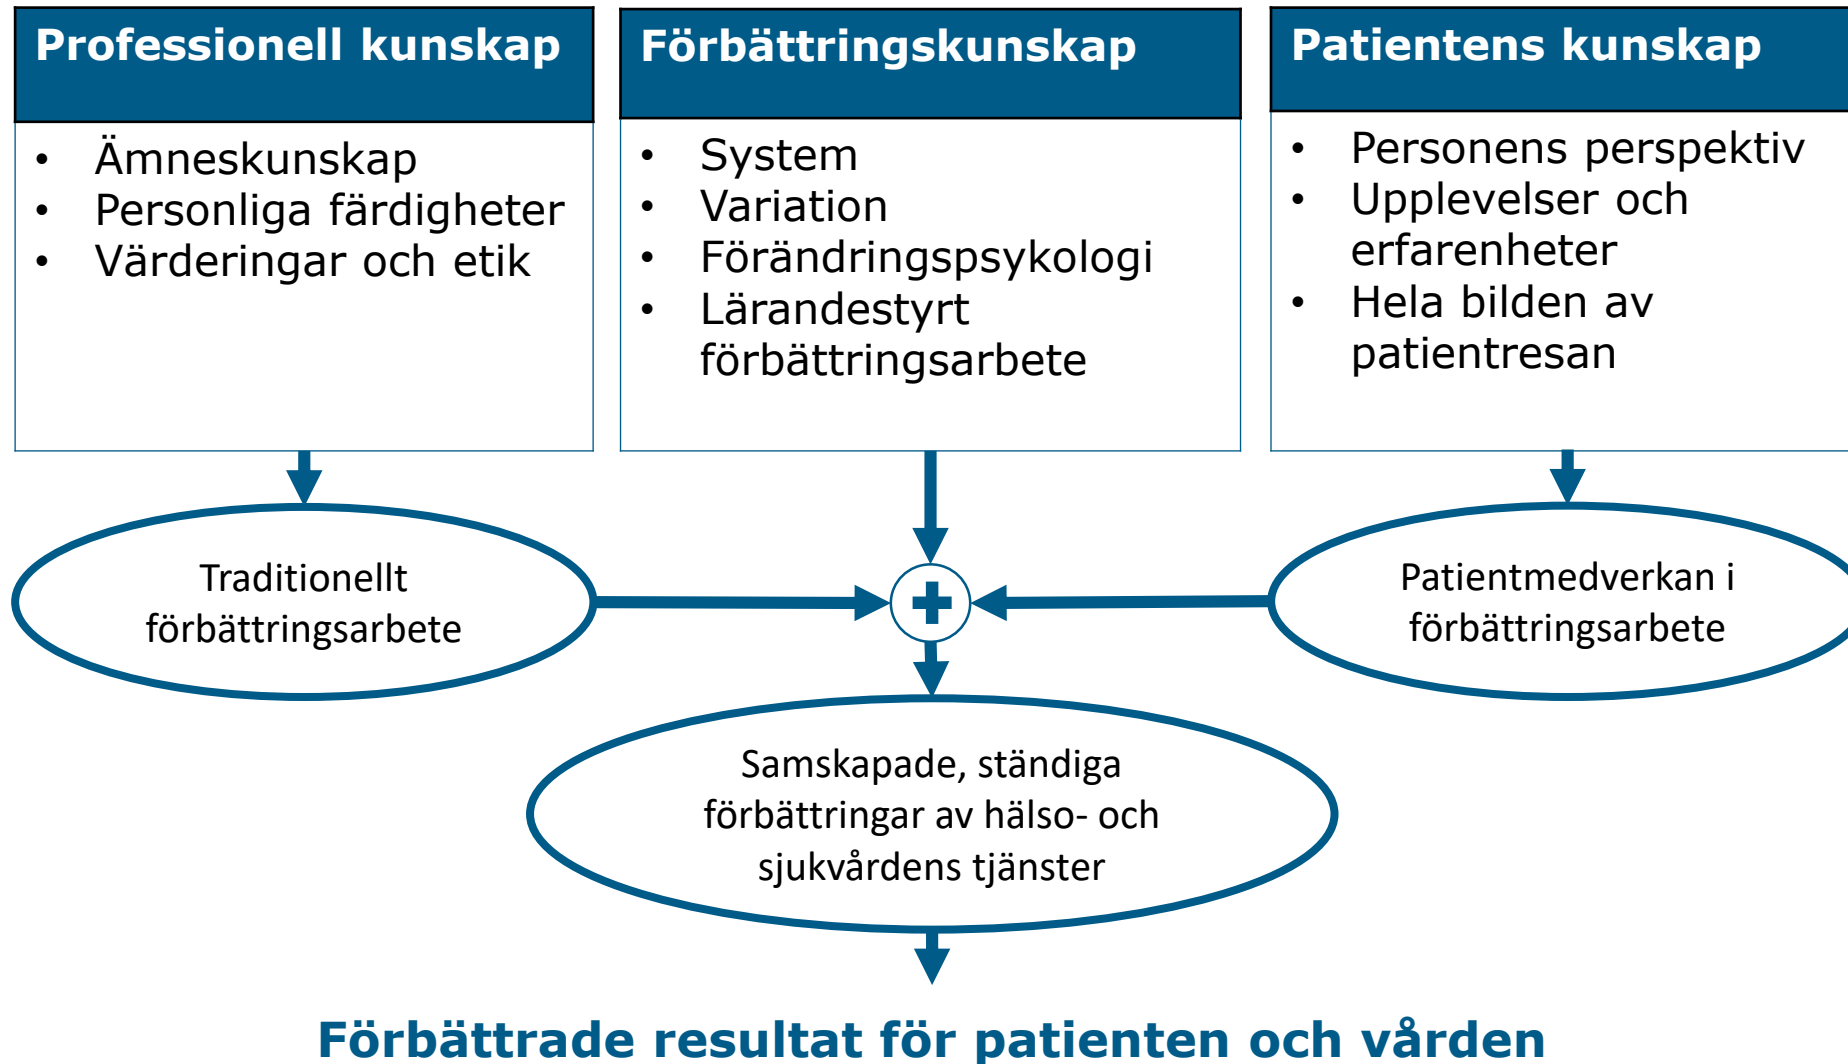 Professionell kunskap
• Ämneskunskap
• Personliga färdigheter
• Värderingar och etik
Förbättringskunskap
• System
• Variation
• Förändringspsykologi
• Lärandestyrt
förbättringsarbete
Patientens kunskap
• Personens perspektiv
• Upplevelser och
erfarenheter
• Hela bilden av
patientresan
Traditionellt
förbättringsarbete
Patientmedverkan i
förbättringsarbete
Samskapade, ständiga
förbättringar av hälso- och
sjukvårdens tjänster
Förbättrade resultat för patienten och vården